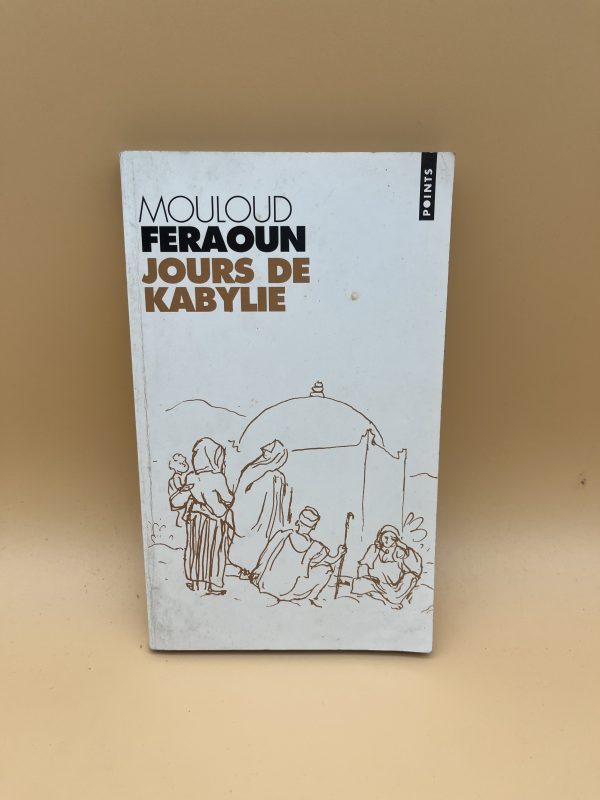 MOULOUD
FERAOUN
JOURS DE
KABYLIE
POINTS